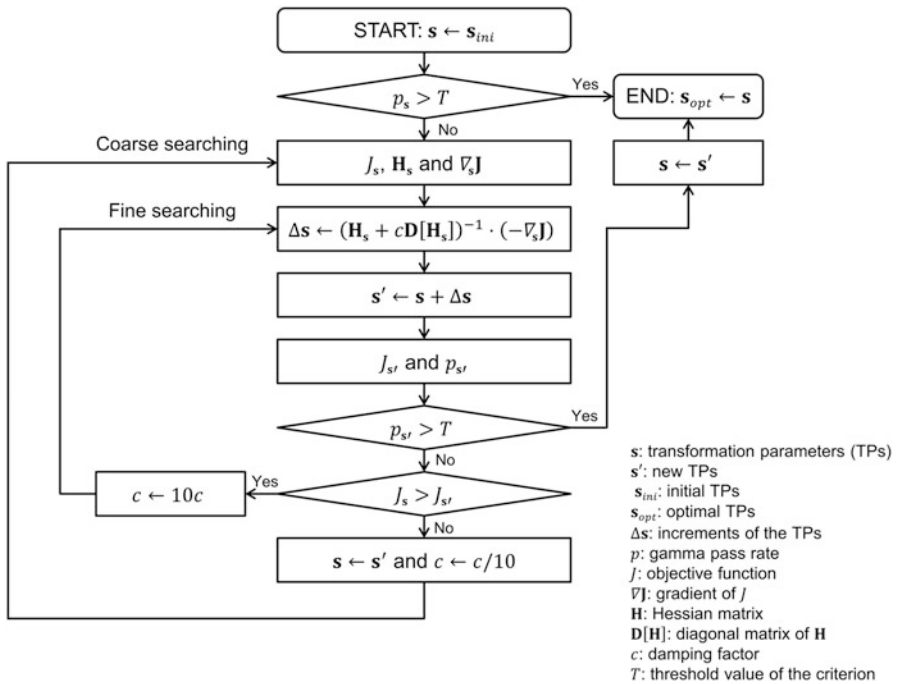 START: s ← s_ini
Yes
p_s > T
END: s_opt ← s
No
Coarse searching
J_s, H_s and ∇_sJ
s ← s′
Fine searching
Δs ← (H_s + cD[H_s])⁻¹ · (−∇_sJ)
s′ ← s + Δs
J_s′ and p_s′
Yes
p_s′ > T
No
Yes
c ← 10c
J_s > J_s′
No
s ← s′ and c ← c/10
s: transformation parameters (TPs)
s′: new TPs
s_ini: initial TPs
s_opt: optimal TPs
Δs: increments of the TPs
p: gamma pass rate
J: objective function
∇J: gradient of J
H: Hessian matrix
D[H]: diagonal matrix of H
c: damping factor
T: threshold value of the criterion